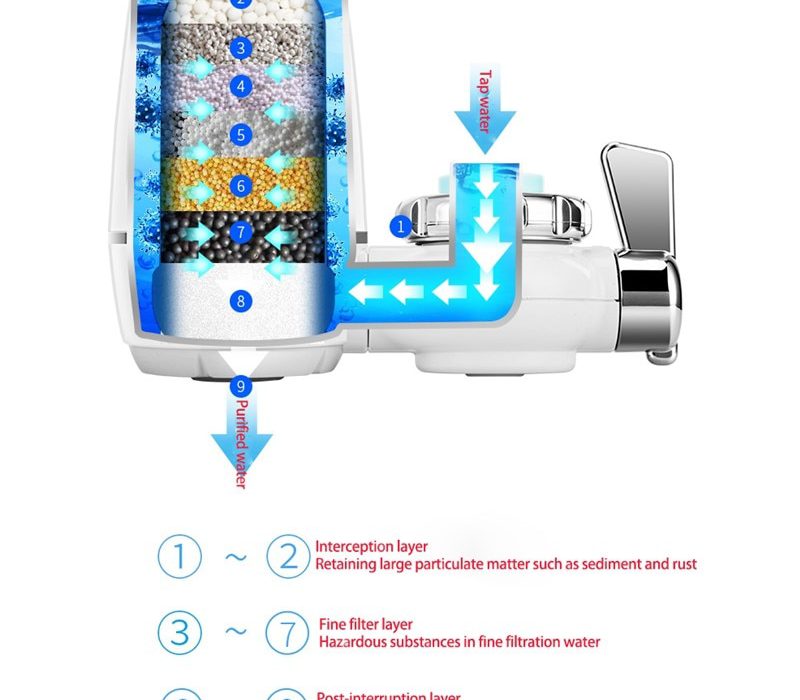 2
3
4
5
6
7
8
9
1
Tap water
Purified water
1 ~ 2
Interception layer
Retaining large particulate matter such as sediment and rust
3 ~ 7
Fine filter layer
Hazardous substances in fine filtration water
Post-interruption layer